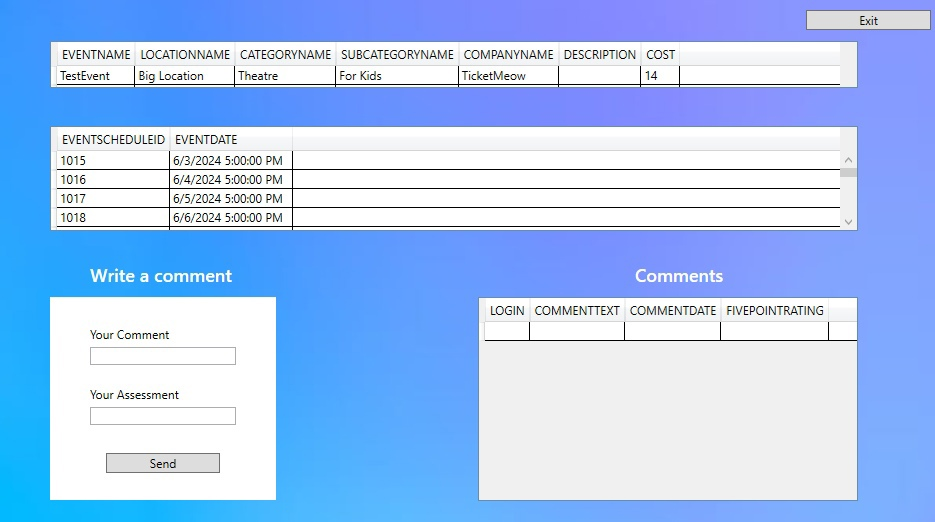 Exit
EVENTNAME LOCATIONNAME CATEGORYNAME SUBCATEGORYNAME COMPANYNAME DESCRIPTION COST
TestEvent Big Location Theatre For Kids TicketMeow 14
EVENTSCHEDULEID EVENTDATE
1015 6/3/2024 5:00:00 PM
1016 6/4/2024 5:00:00 PM
1017 6/5/2024 5:00:00 PM
1018 6/6/2024 5:00:00 PM
Write a comment
Your Comment
Your Assessment
Send
Comments
LOGIN COMMENTTEXT COMMENTDATE FIVEPOINTRATING